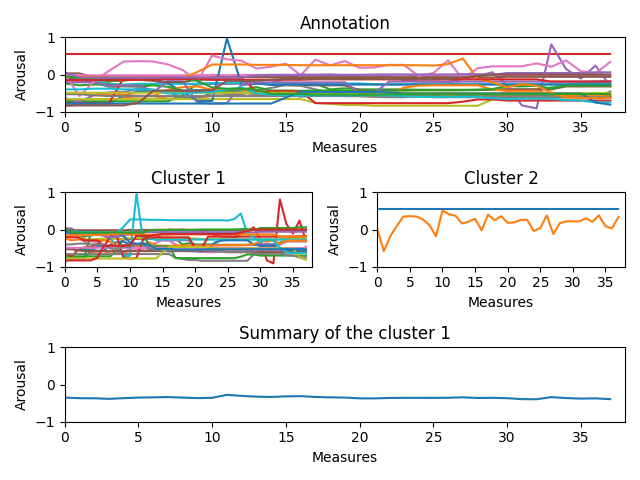 Annotation
1
0
-1
Arousal
0 5 10 15 20 25 30 35
Measures
Cluster 1
Cluster 2
1
0
-1
Arousal
0 5 10 15 20 25 30 35
Measures
1
0
-1
Arousal
0 5 10 15 20 25 30 35
Measures
Summary of the cluster 1
1
0
-1
Arousal
0 5 10 15 20 25 30 35
Measures